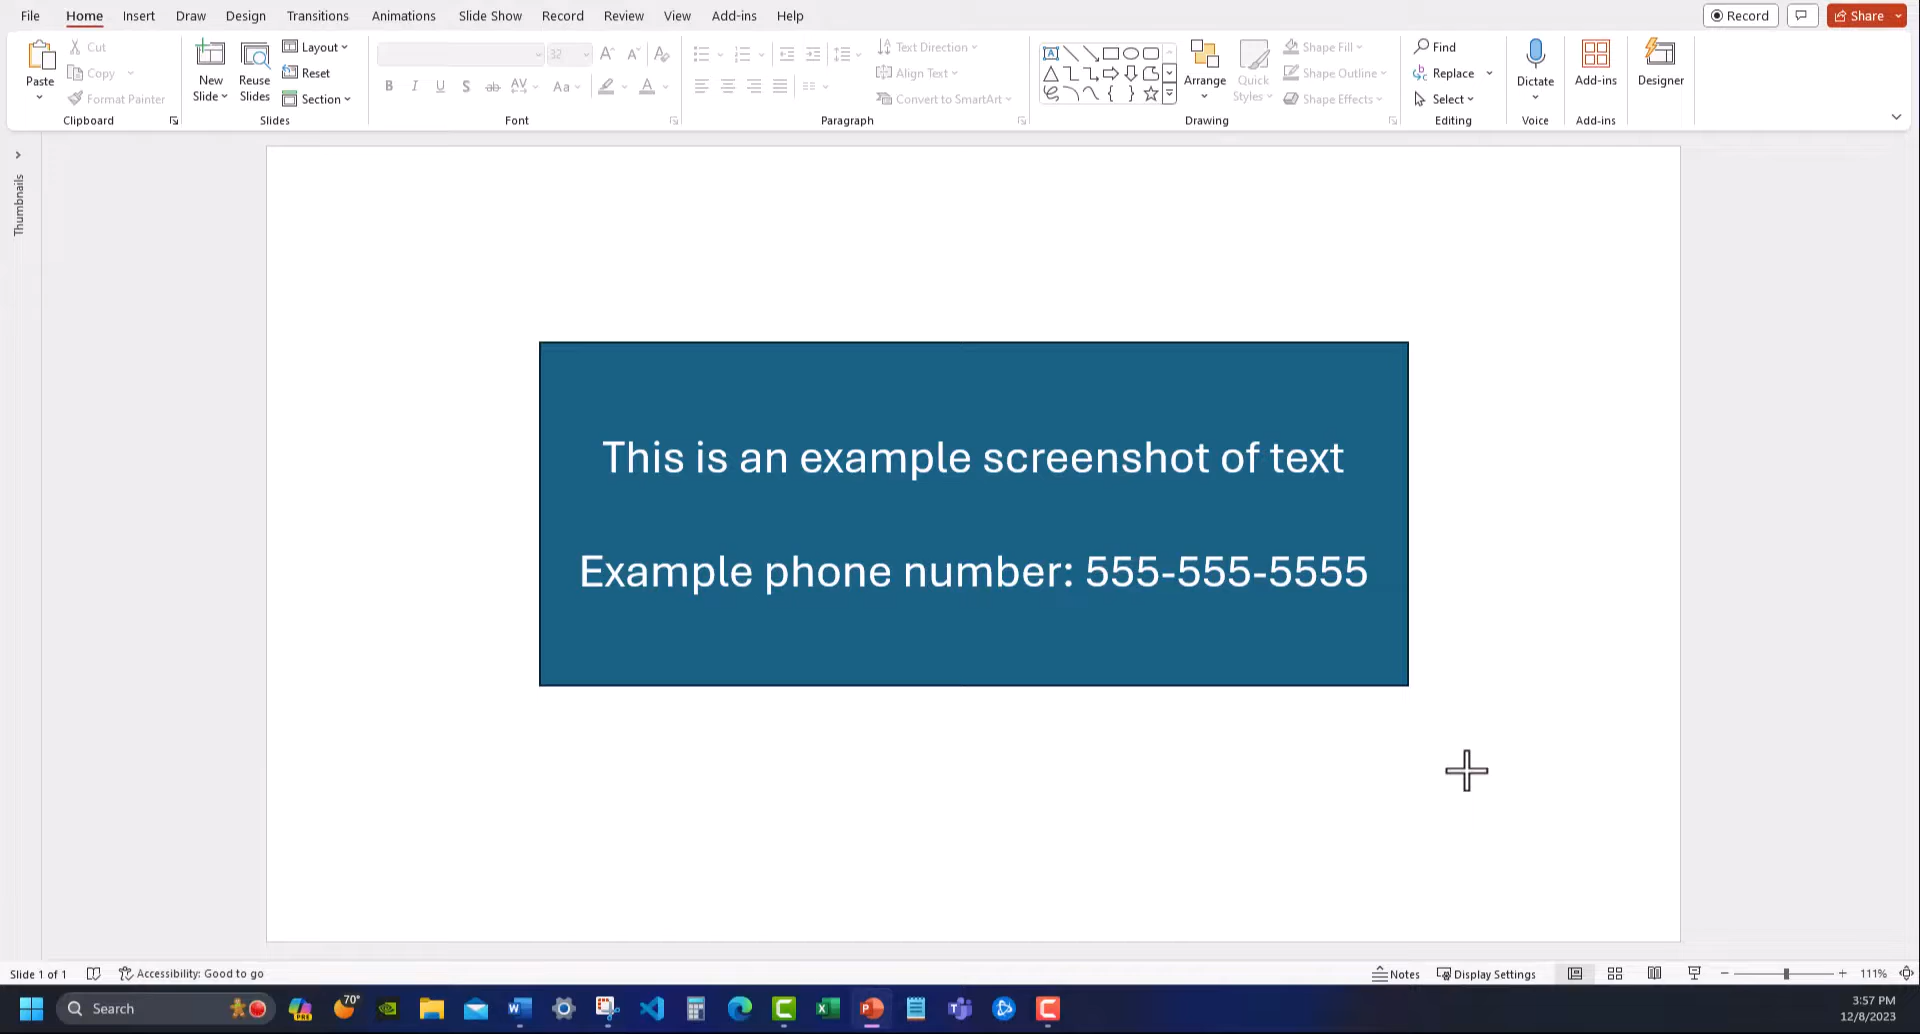 File Home Insert Draw Design Transitions Animations Slide Show Record Review View Add-ins Help Record Share
Paste
Cut
Copy
Format Painter
Clipboard
New Slide
Reuse Slides
Layout
Reset
Section
Slides
32
B I U S ab AV Aa A
Font
Paragraph
Text Direction
Align Text
Convert to SmartArt
Arrange
Quick Styles
Shape Fill
Shape Outline
Shape Effects
Drawing
Find
Replace
Select
Editing
Dictate
Voice
Add-ins
Add-ins
Designer
Thumbnails
This is an example screenshot of text
Example phone number: 555-555-5555
Slide 1 of 1 Accessibility: Good to go Notes Display Settings 111%
Search
70°
PRE
3:57 PM
12/8/2023